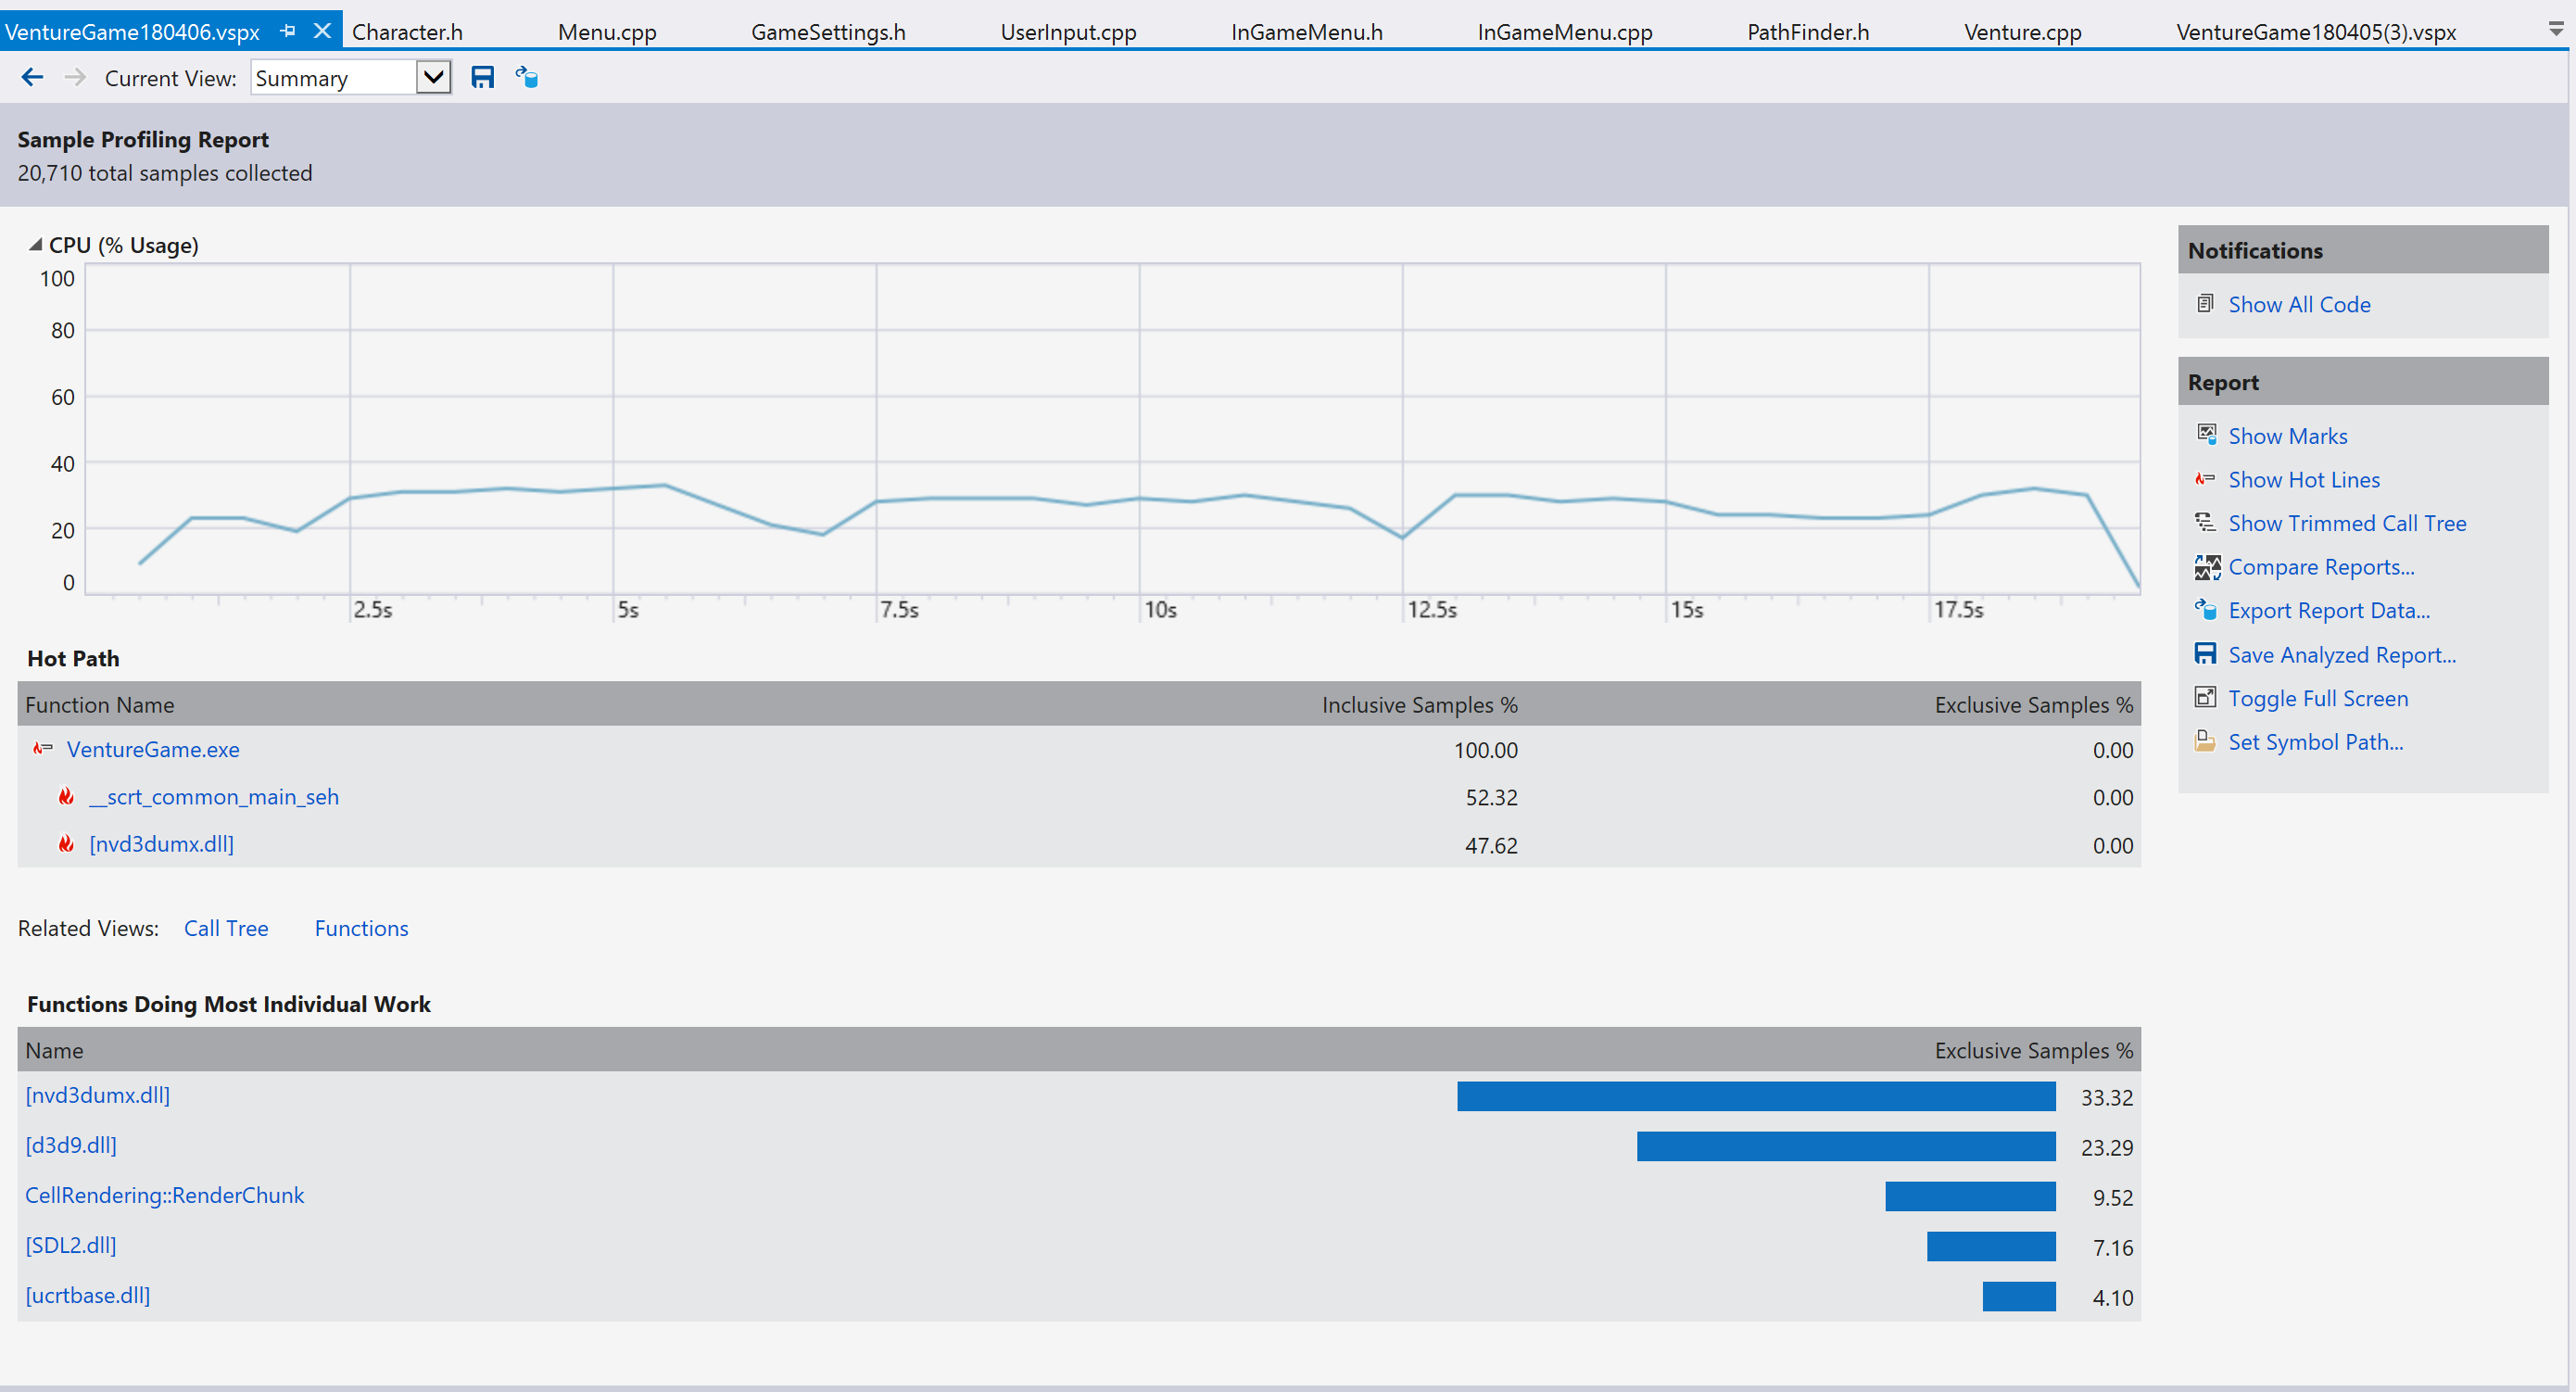 VentureGame180406.vspx Character.h Menu.cpp GameSettings.h UserInput.cpp InGameMenu.h InGameMenu.cpp PathFinder.h Venture.cpp VentureGame180405(3).vspx
Current View: Summary
Sample Profiling Report
20,710 total samples collected
CPU (% Usage)
100
80
60
40
20
0
2.5s 5s 7.5s 10s 12.5s 15s 17.5s
Hot Path
Function Name Inclusive Samples % Exclusive Samples %
VentureGame.exe 100.00 0.00
__scrt_common_main_seh 52.32 0.00
[nvd3dumx.dll] 47.62 0.00
Related Views: Call Tree Functions
Functions Doing Most Individual Work
Name Exclusive Samples %
[nvd3dumx.dll] 33.32
[d3d9.dll] 23.29
CellRendering::RenderChunk 9.52
[SDL2.dll] 7.16
[ucrtbase.dll] 4.10
Notifications
Show All Code
Report
Show Marks
Show Hot Lines
Show Trimmed Call Tree
Compare Reports...
Export Report Data...
Save Analyzed Report...
Toggle Full Screen
Set Symbol Path...